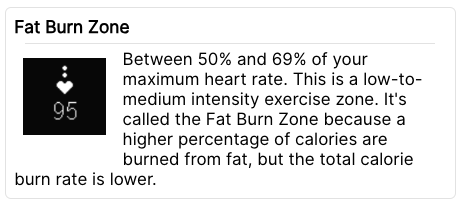 Fat Burn Zone
95
Between 50% and 69% of your
maximum heart rate. This is a low-to-
medium intensity exercise zone. It's
called the Fat Burn Zone because a
higher percentage of calories are
burned from fat, but the total calorie
burn rate is lower.